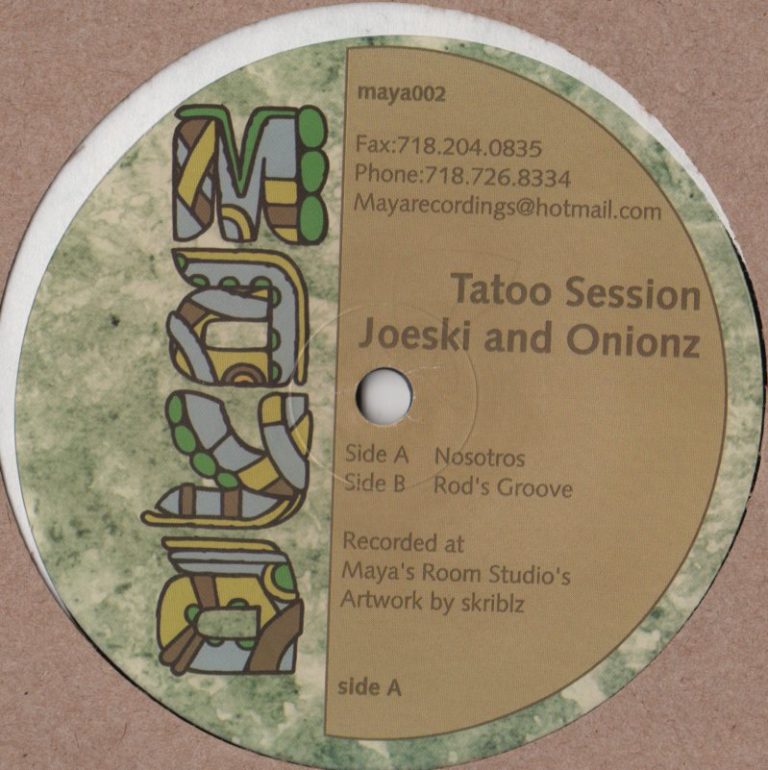 maya
maya002
Fax:718.204.0835
Phone:718.726.8334
Mayarecordings@hotmail.com
Tatoo Session
Joeski and Onionz
Side A Nosotros
Side B Rod's Groove
Recorded at
Maya's Room Studio's
Artwork by skriblz
side A